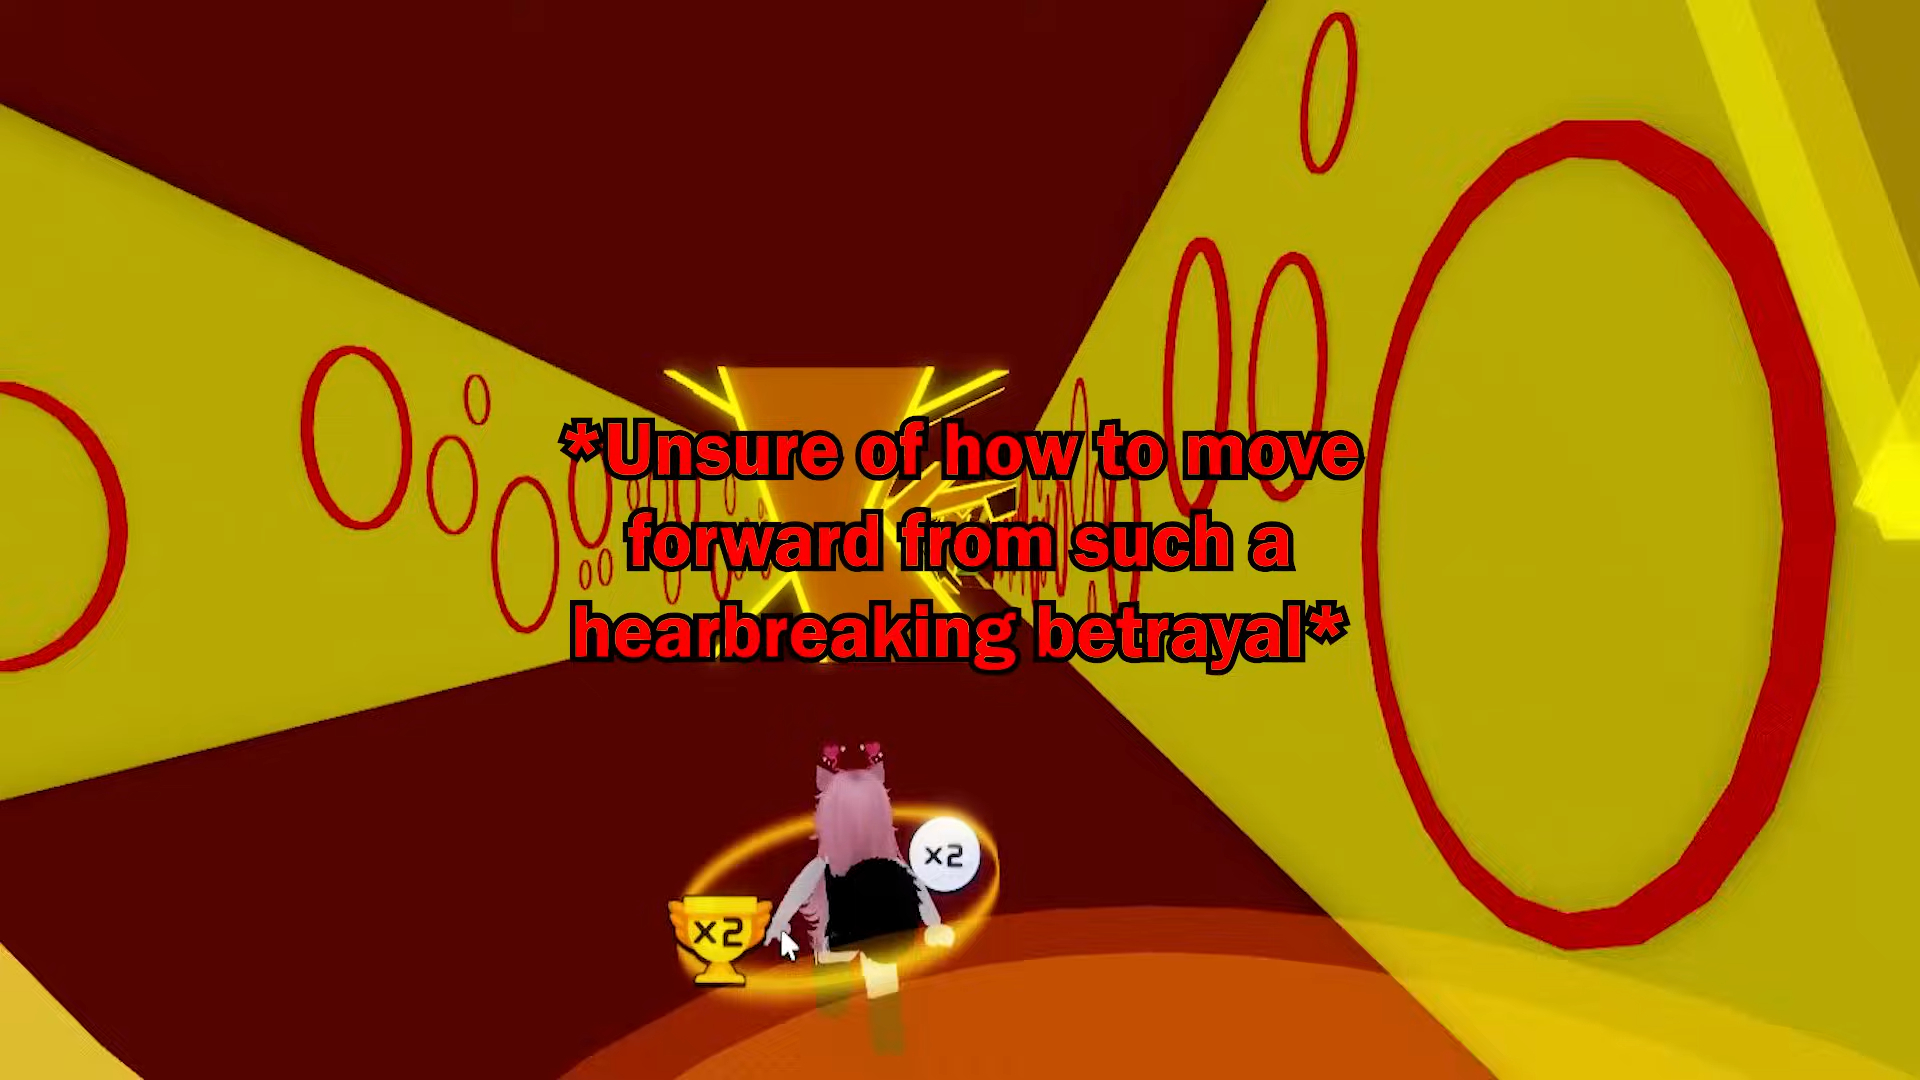 *Unsure of how to move
forward from such a
hearbreaking betrayal*
x2
x2